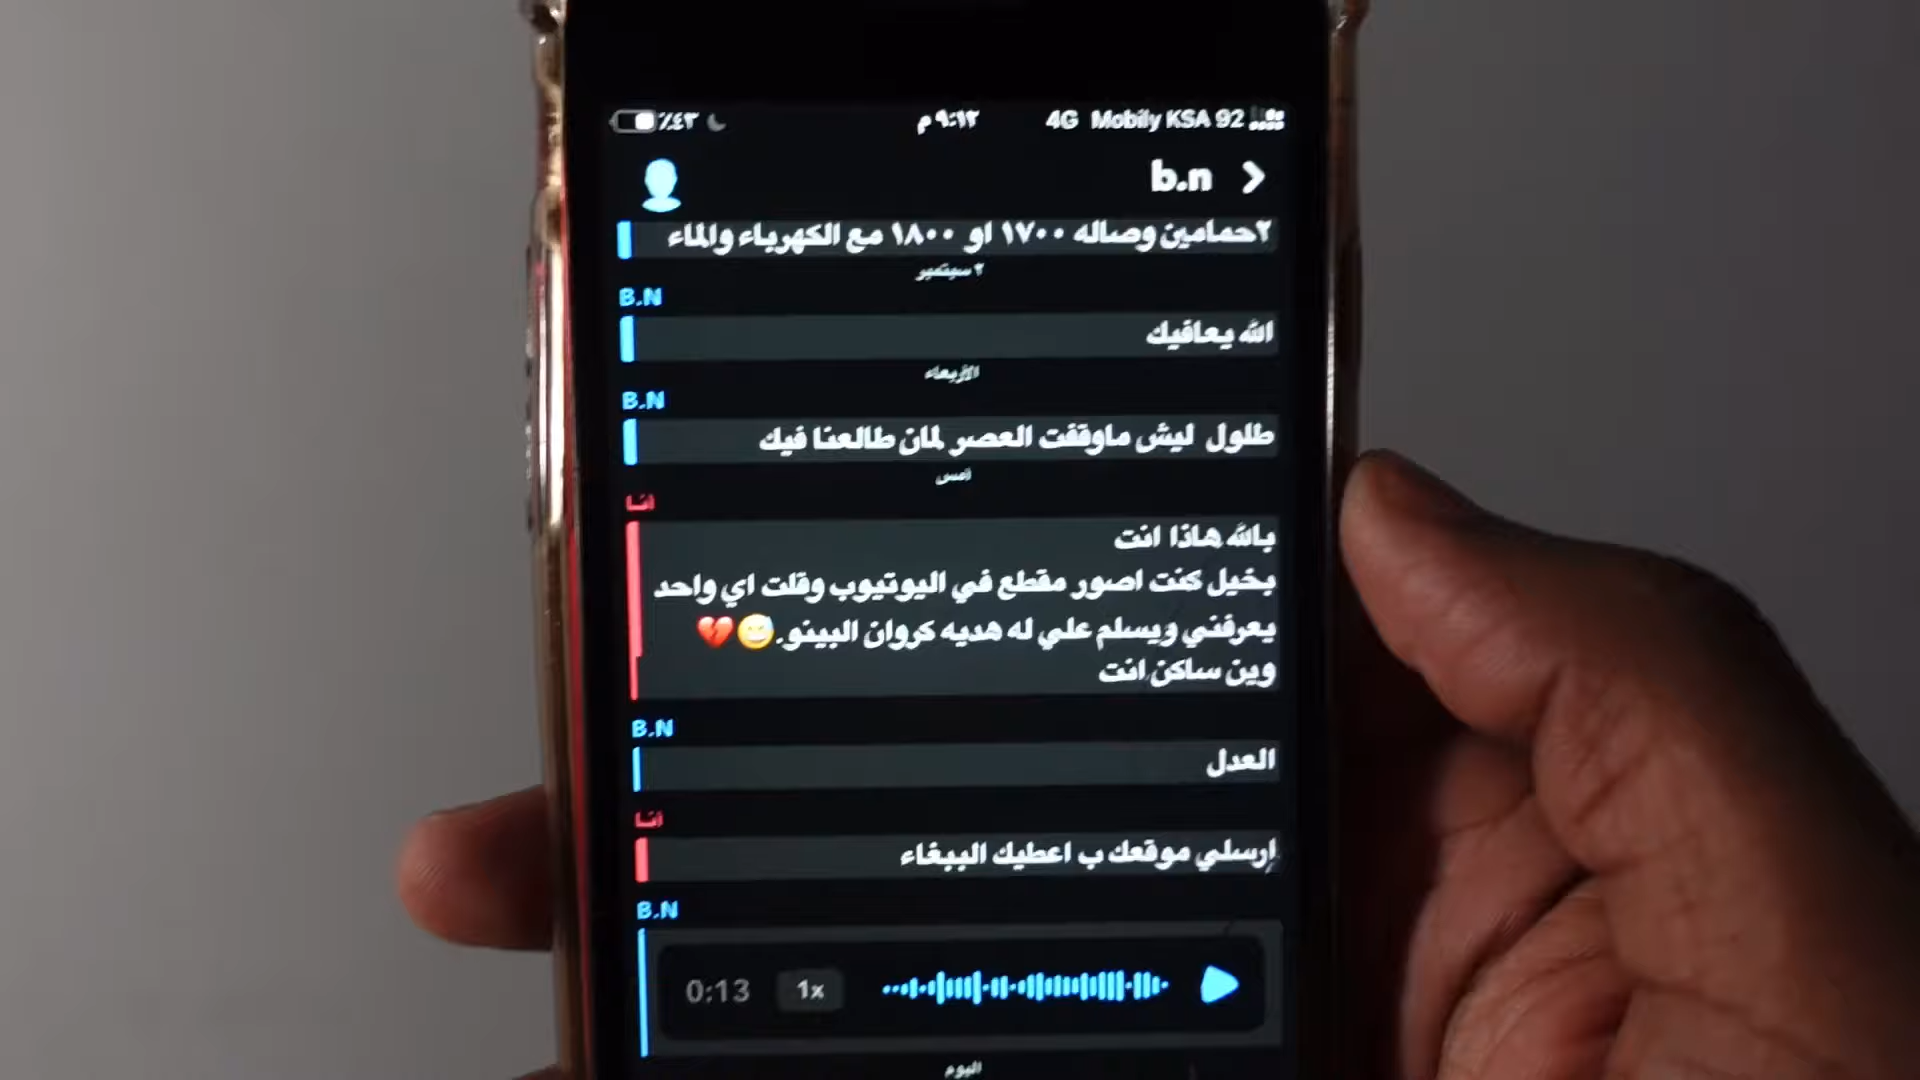 ٪٤٣
٩:١٢ م
4G Mobily KSA 92
b.n
٢حمامين وصاله ١٧٠٠ او ١٨٠٠ مع الكهرباء والماء
٢ سبتمبر
B.N
الله يعافيك
الأربعاء
B.N
طلول ليش ماوقفت العصر لمان طالعنا فيك
أمس
أنا
بالله هاذا انت
بخيل كنت اصور مقطع في اليوتيوب وقلت اي واحد
يعرفني ويسلم علي له هديه كروان البينو.😅💔
وين ساكن انت
B.N
العدل
أنا
إرسلي موقعك ب اعطيك الببغاء
B.N
0:13
1x
اليوم